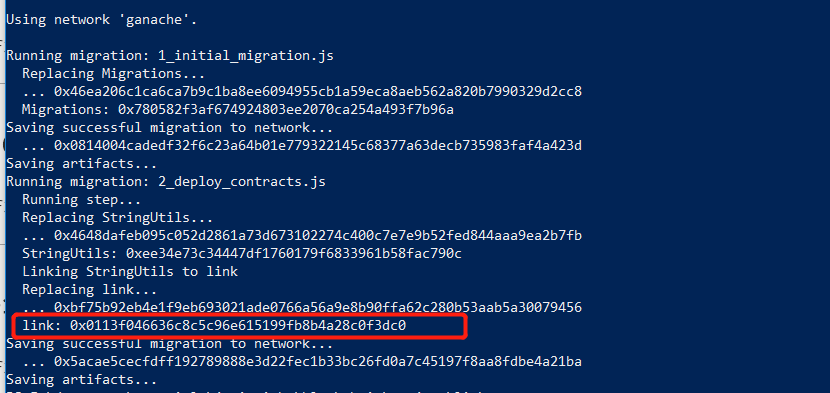 Using network 'ganache'.
Running migration: 1_initial_migration.js
Replacing Migrations...
... 0x46ea206c1ca6ca7b9c1ba8ee6094955cb1a59eca8aeb562a820b7990329d2cc8
Migrations: 0x780582f3af674924803ee2070ca254a493f7b96a
Saving successful migration to network...
... 0x0814004cadedf32f6c23a64b01e779322145c68377a63decb735983faf4a423d
Saving artifacts...
Running migration: 2_deploy_contracts.js
Running step...
Replacing StringUtils...
... 0x4648dafeb095c052d2861a73d673102274c400c7e7e9b52fed844aaa9ea2b7fb
StringUtils: 0xee34e73c34447df1760179f6833961b58fac790c
Linking StringUtils to link
Replacing link...
... 0xbf75b92eb4e1f9eb693021ade0766a56a9e8b90ffa62c280b53aab5a30079456
link: 0x0113f046636c8c5c96e615199fb8b4a28c0f3dc0
Saving successful migration to network...
... 0x5acae5cecfdff192789888e3d22fec1b33bc26fd0a7c45197f8aa8fdbe4a21ba
Saving artifacts...